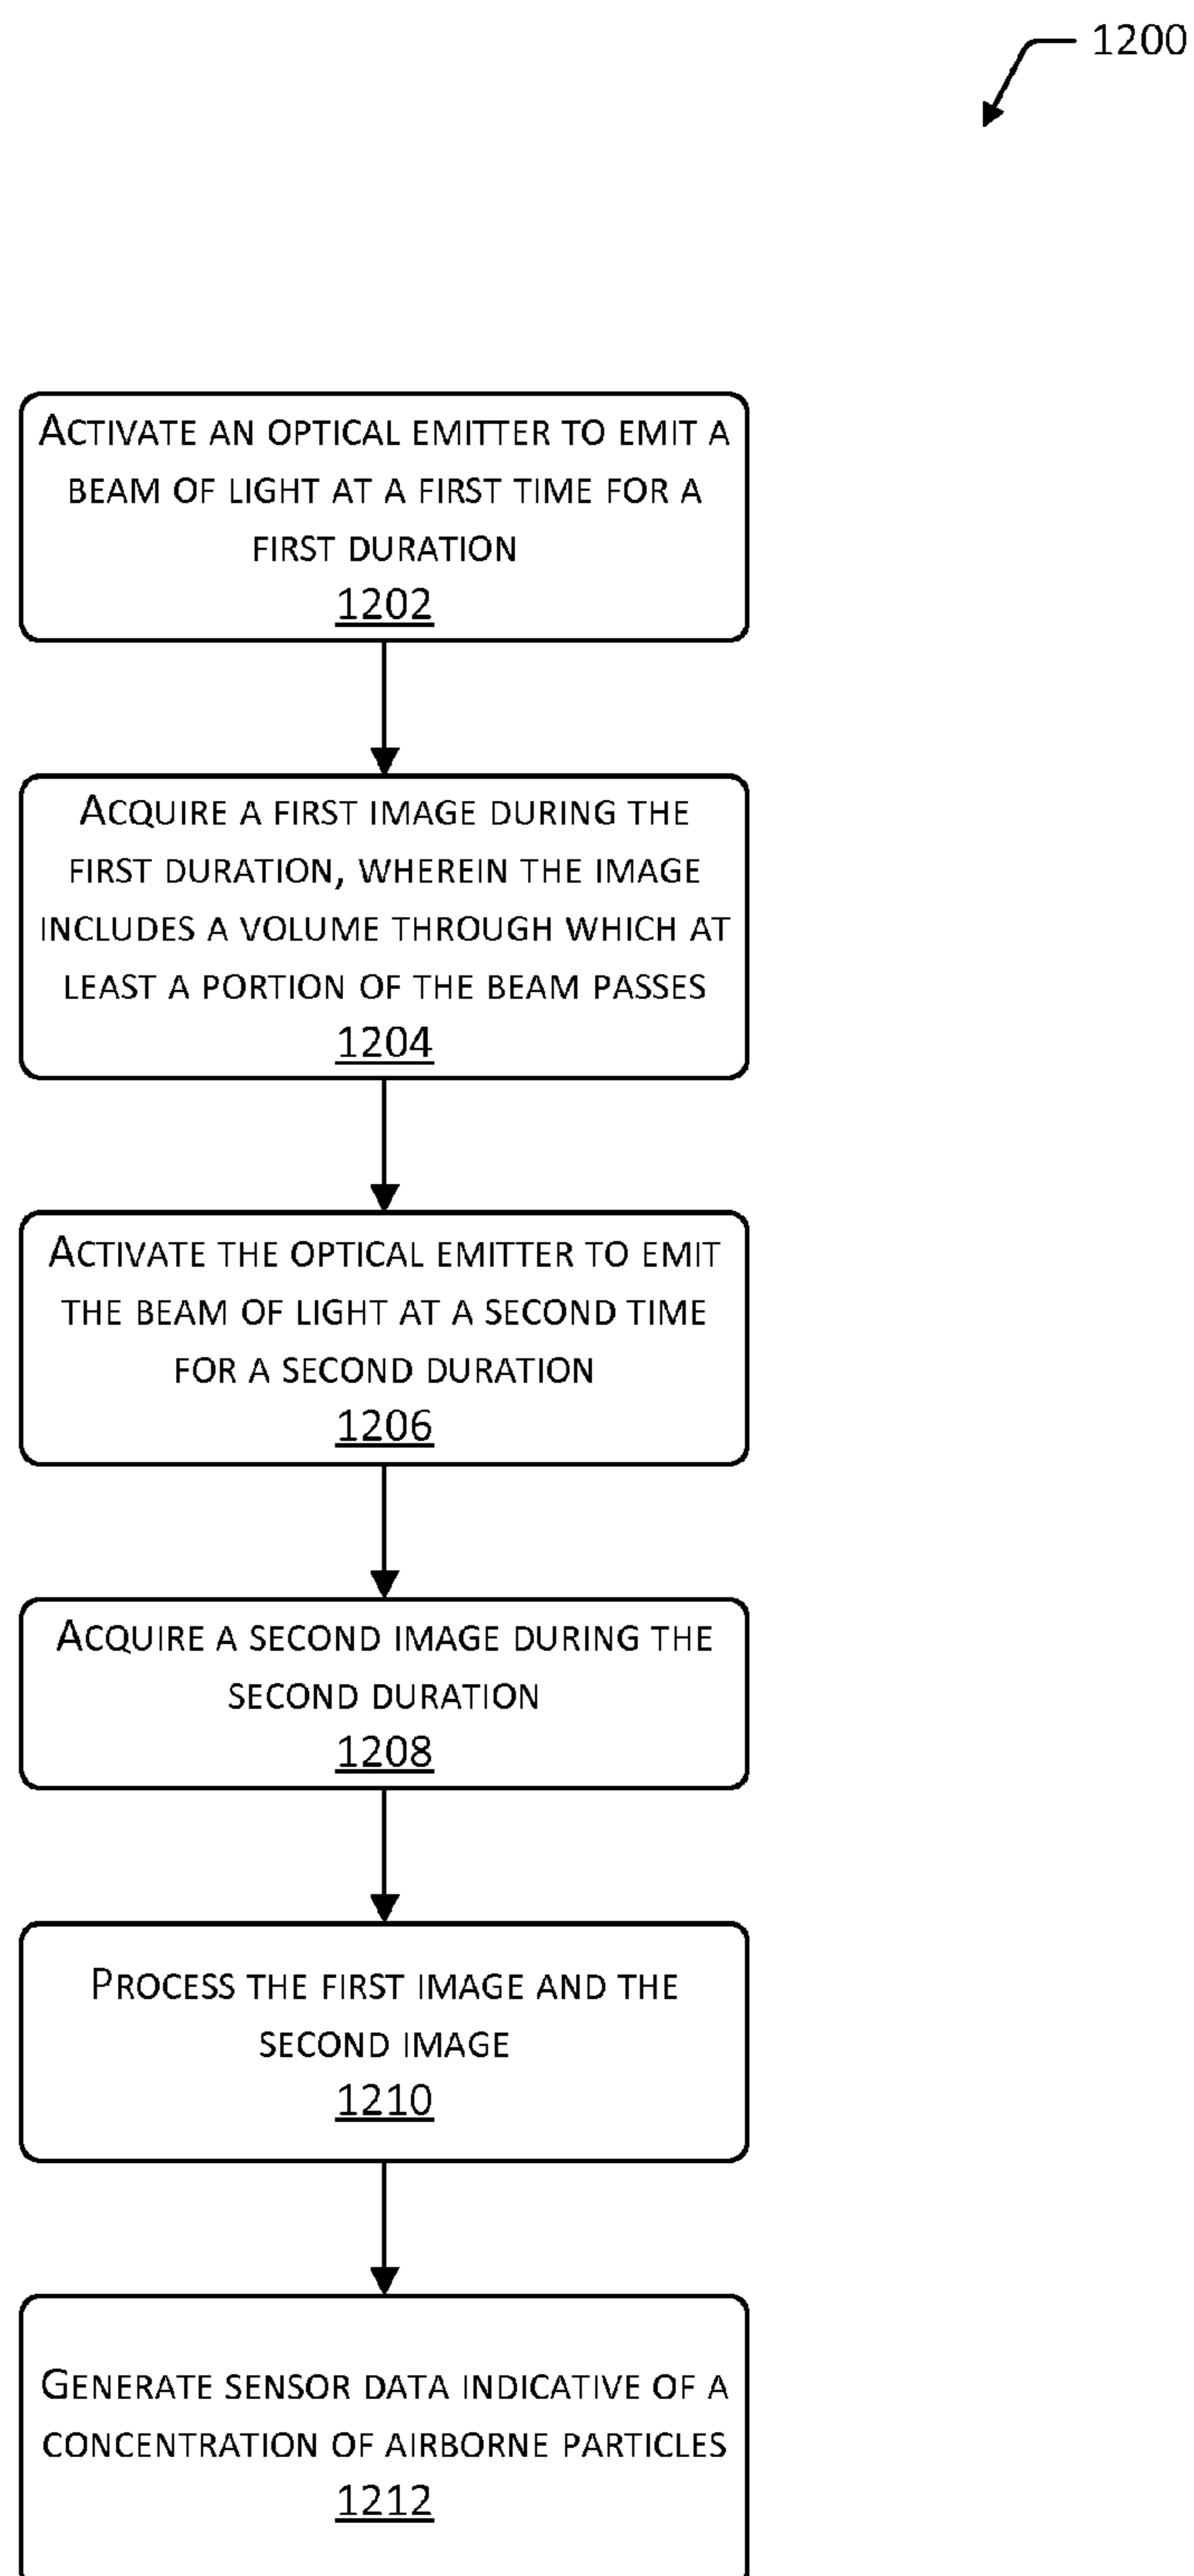 1200
Activate an optical emitter to emit a
beam of light at a first time for a
first duration
1202
Acquire a first image during the
first duration, wherein the image
includes a volume through which at
least a portion of the beam passes
1204
Activate the optical emitter to emit
the beam of light at a second time
for a second duration
1206
Acquire a second image during the
second duration
1208
Process the first image and the
second image
1210
Generate sensor data indicative of a
concentration of airborne particles
1212